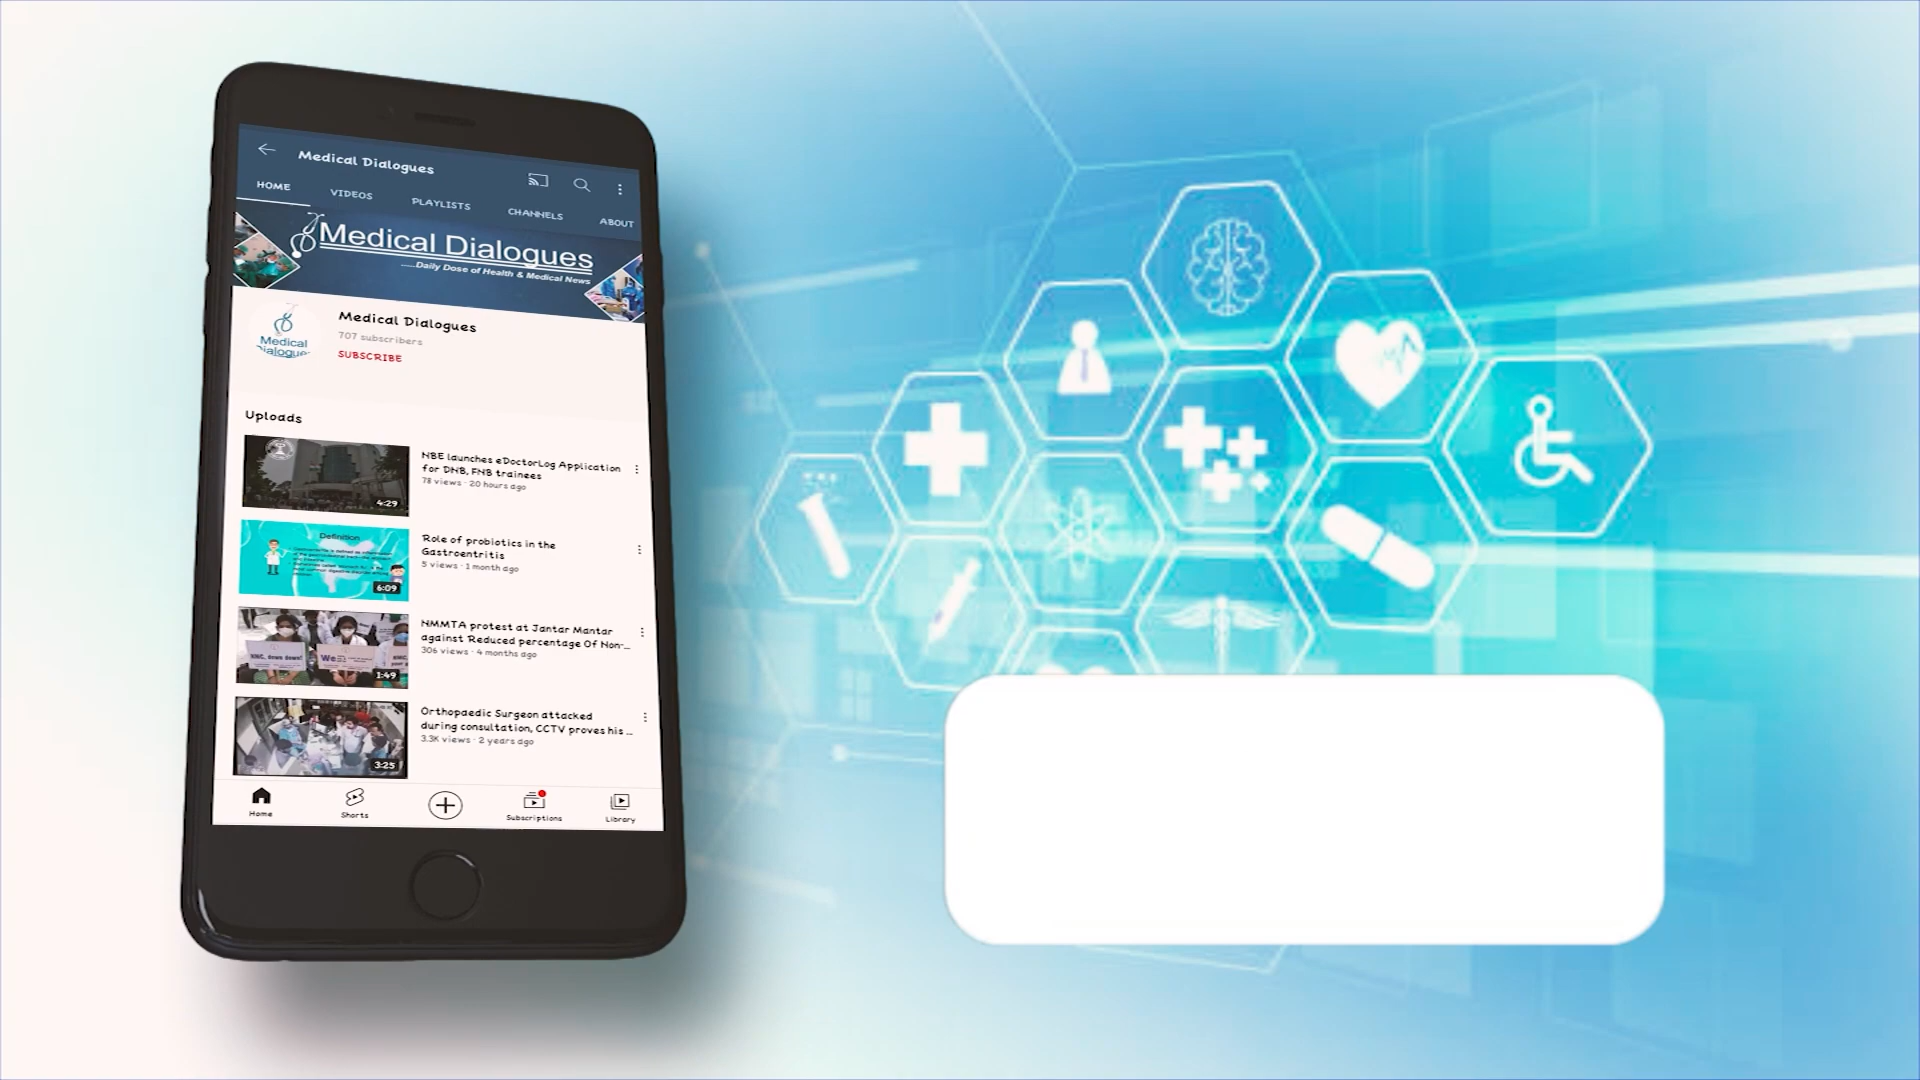 Medical Dialogues
HOME VIDEOS PLAYLISTS CHANNELS ABOUT
Medical Dialogues
.....Daily Dose of Health & Medical News
Medical Dialogues
707 subscribers
SUBSCRIBE
Medical
Uploads
NBE launches eDoctorLog Application
for DNB, FNB trainees
78 views · 20 hours ago
4:29
Role of probiotics in the
Gastroentritis
5 views · 1 month ago
Definition
6:09
NMMTA protest at Jantar Mantar
against 'Reduced percentage Of Non-...
306 views · 4 months ago
We
1:49
Orthopaedic Surgeon attacked
during consultation, CCTV proves his ...
3.3K views · 2 years ago
3:25
Home Shorts Subscriptions Library